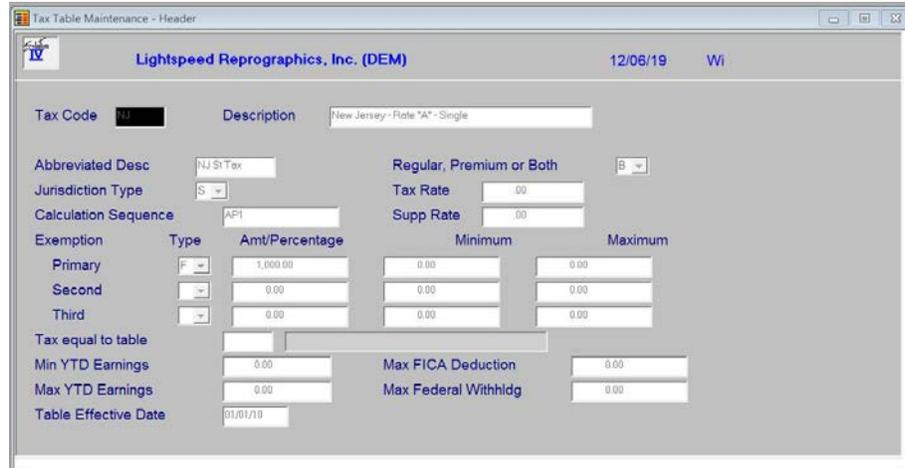 Tax Table Maintenance - Header
IV Lightspeed Reprographics, Inc. (DEM) 12/06/19 Wi
Tax Code NJ Description New Jersey - Rate "A" - Single
Abbreviated Desc NJ St Tax Regular, Premium or Both B
Jurisdiction Type S Tax Rate .00
Calculation Sequence AP1 Supp Rate .00
Exemption Type Amt/Percentage Minimum Maximum
Primary F 1,000.00 0.00 0.00
Second 0.00 0.00 0.00
Third 0.00 0.00 0.00
Tax equal to table
Min YTD Earnings 0.00 Max FICA Deduction 0.00
Max YTD Earnings 0.00 Max Federal Withhldg 0.00
Table Effective Date 01/01/10